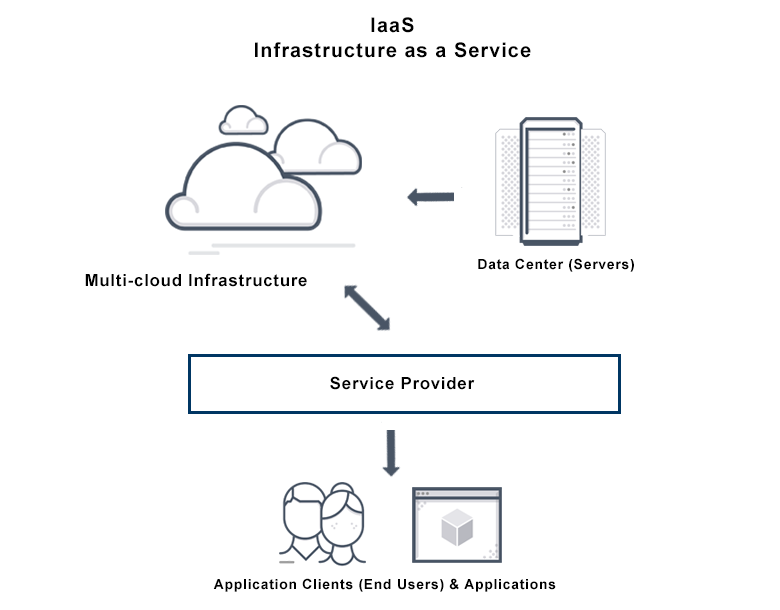 IaaS
Infrastructure as a Service
Data Center (Servers)
Multi-cloud Infrastructure
Service Provider
Application Clients (End Users) & Applications